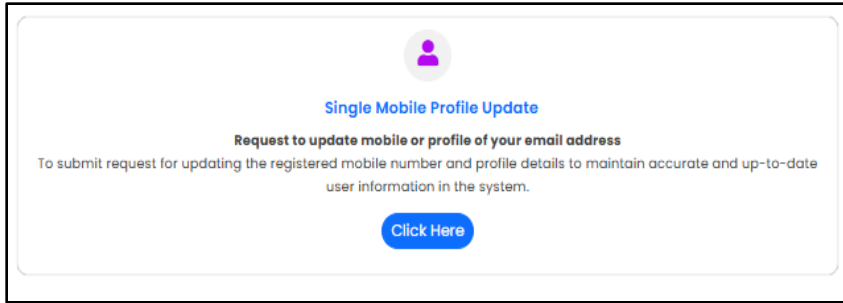 Single Mobile Profile Update
Request to update mobile or profile of your email address
To submit request for updating the registered mobile number and profile details to maintain accurate and up-to-date
user information in the system.
Click Here